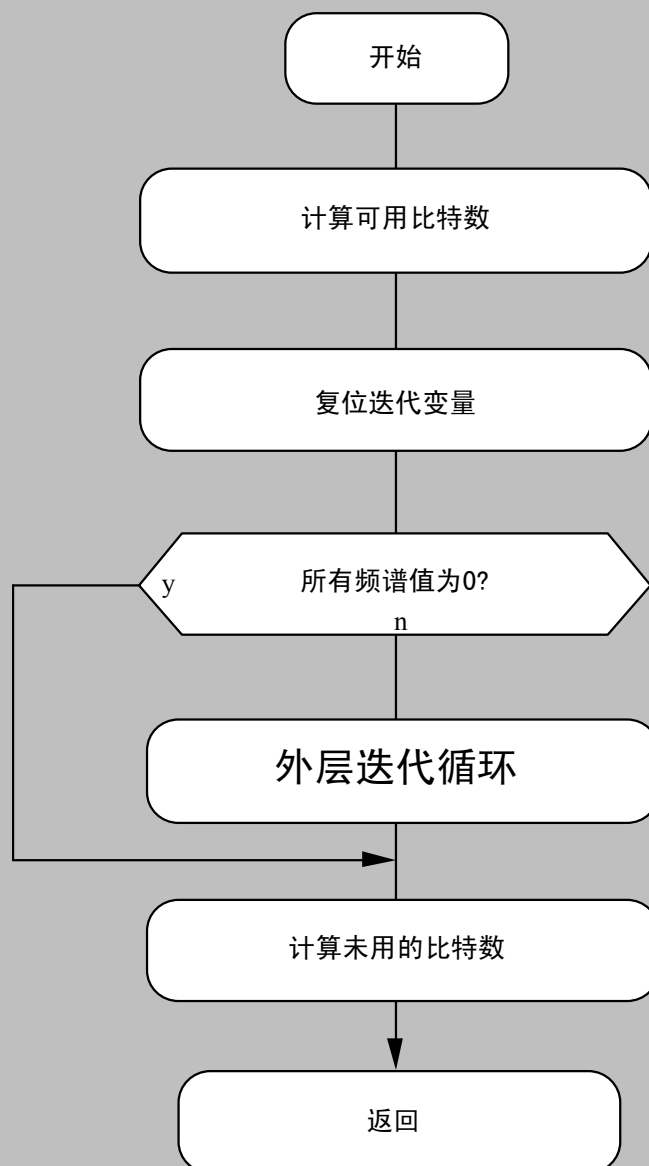 开始
计算可用比特数
复位迭代变量
y
所有频谱值为0?
n
外层迭代循环
计算未用的比特数
返回